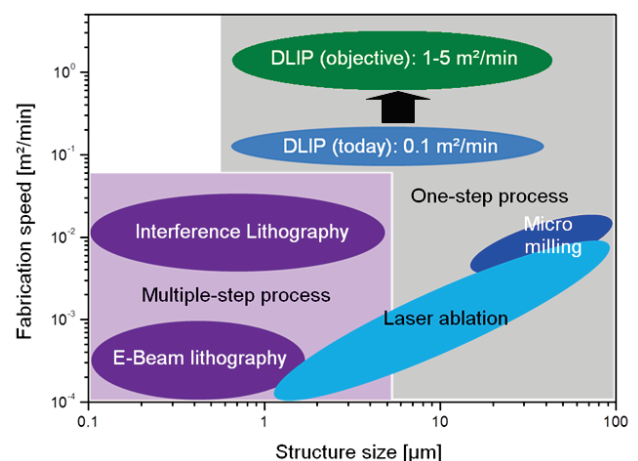 DLIP (objective): 1-5 m²/min
DLIP (today): 0.1 m²/min
One-step process
Interference Lithography
Micro
milling
Multiple-step process
Laser ablation
E-Beam lithography
Fabrication speed [m²/min]
10⁰
10⁻¹
10⁻²
10⁻³
10⁻⁴
0.1
1
10
100
Structure size [µm]